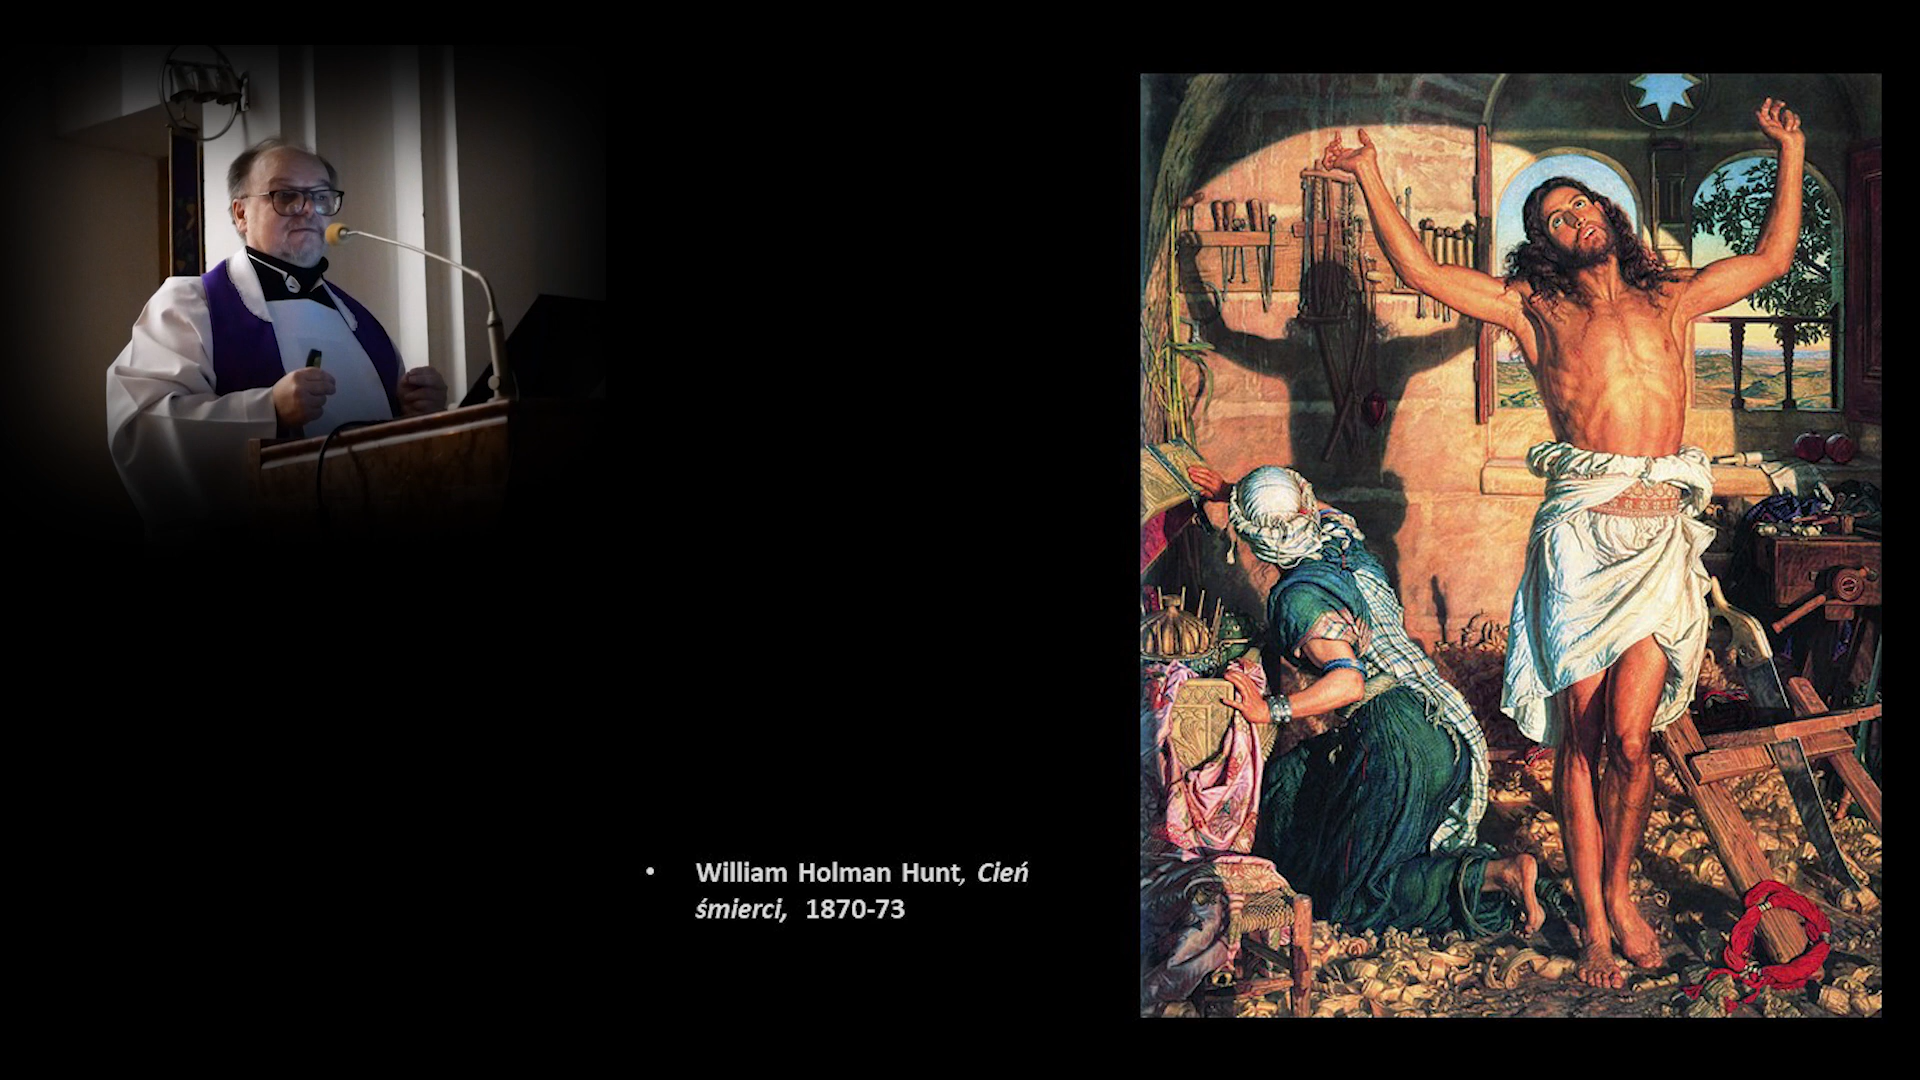 • William Holman Hunt, Cień
śmierci, 1870-73